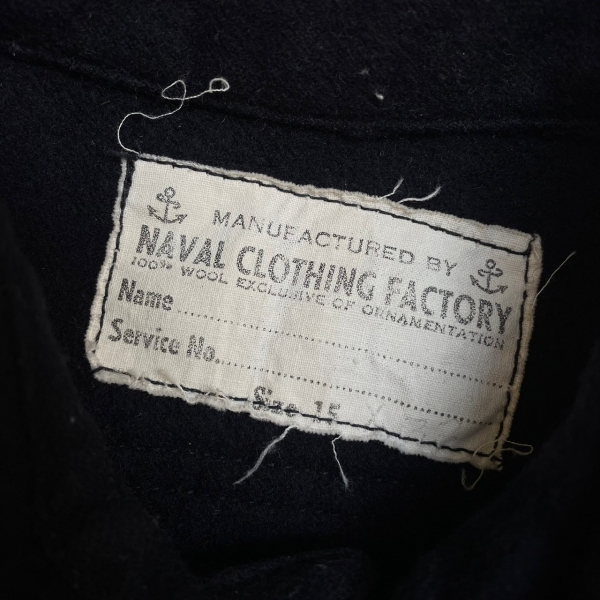 MANUFACTURED BY
NAVAL CLOTHING FACTORY
100% WOOL EXCLUSIVE OF ORNAMENTATION
Name
Service No.
Size 15